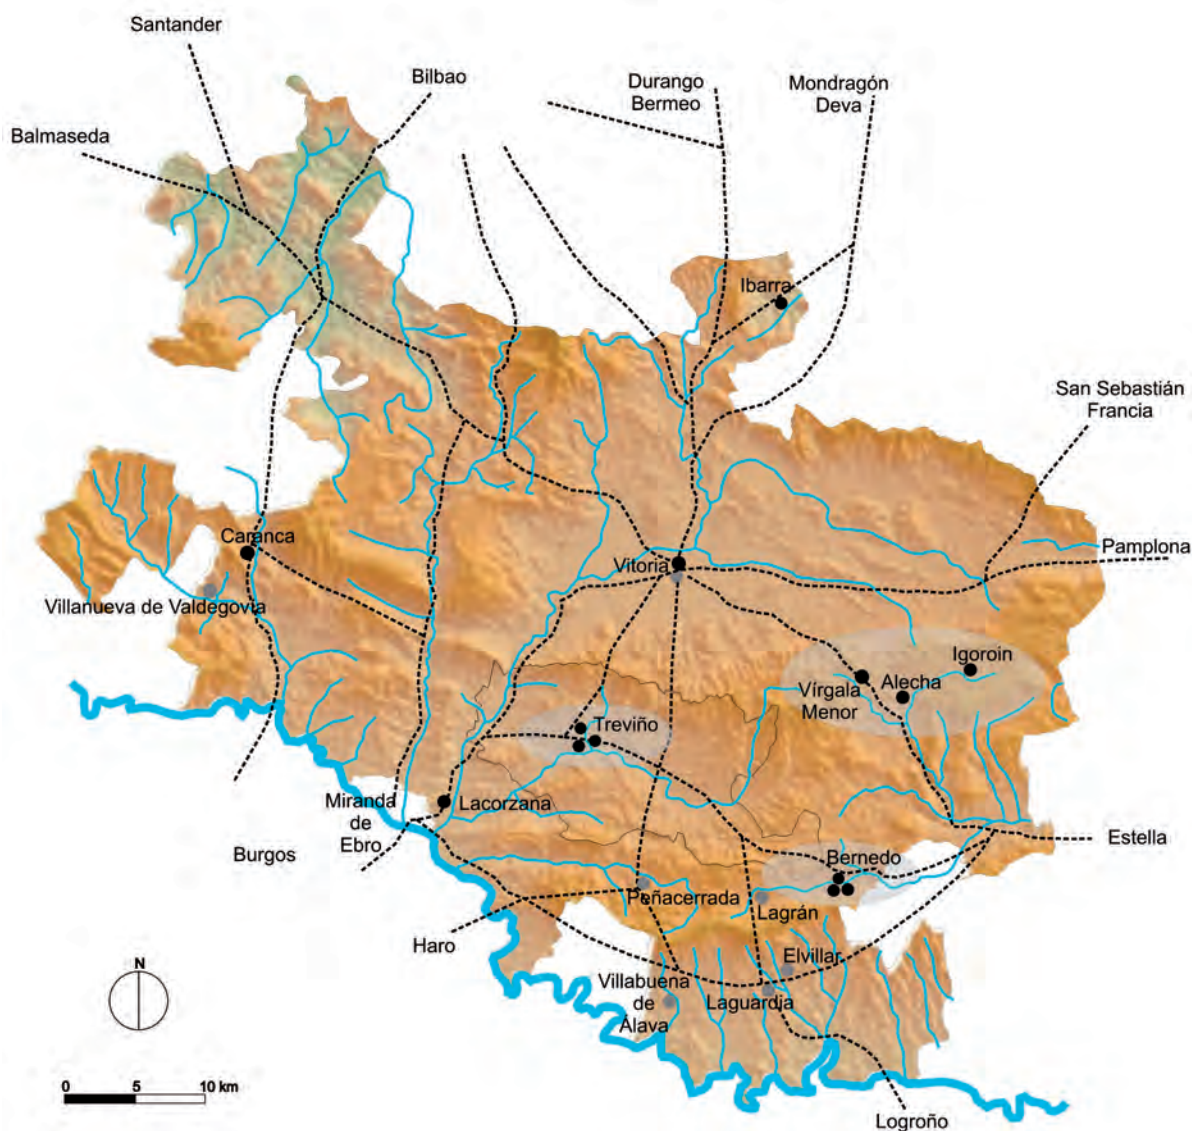 Santander
Bilbao
Durango
Bermeo
Mondragón
Deva
Balmaseda
Ibarra
San Sebastián
Francia
Caranca
Vitoria
Pamplona
Villanueva de Valdegovía
Igoroin
Vírgala
Menor
Alecha
Treviño
Miranda
de
Ebro
Lacorzana
Burgos
Estella
Bernedo
Peñacerrada
Lagrán
Haro
Elvillar
Villabuena
de
Álava
Laguardia
N
0 5 10 km
Logroño